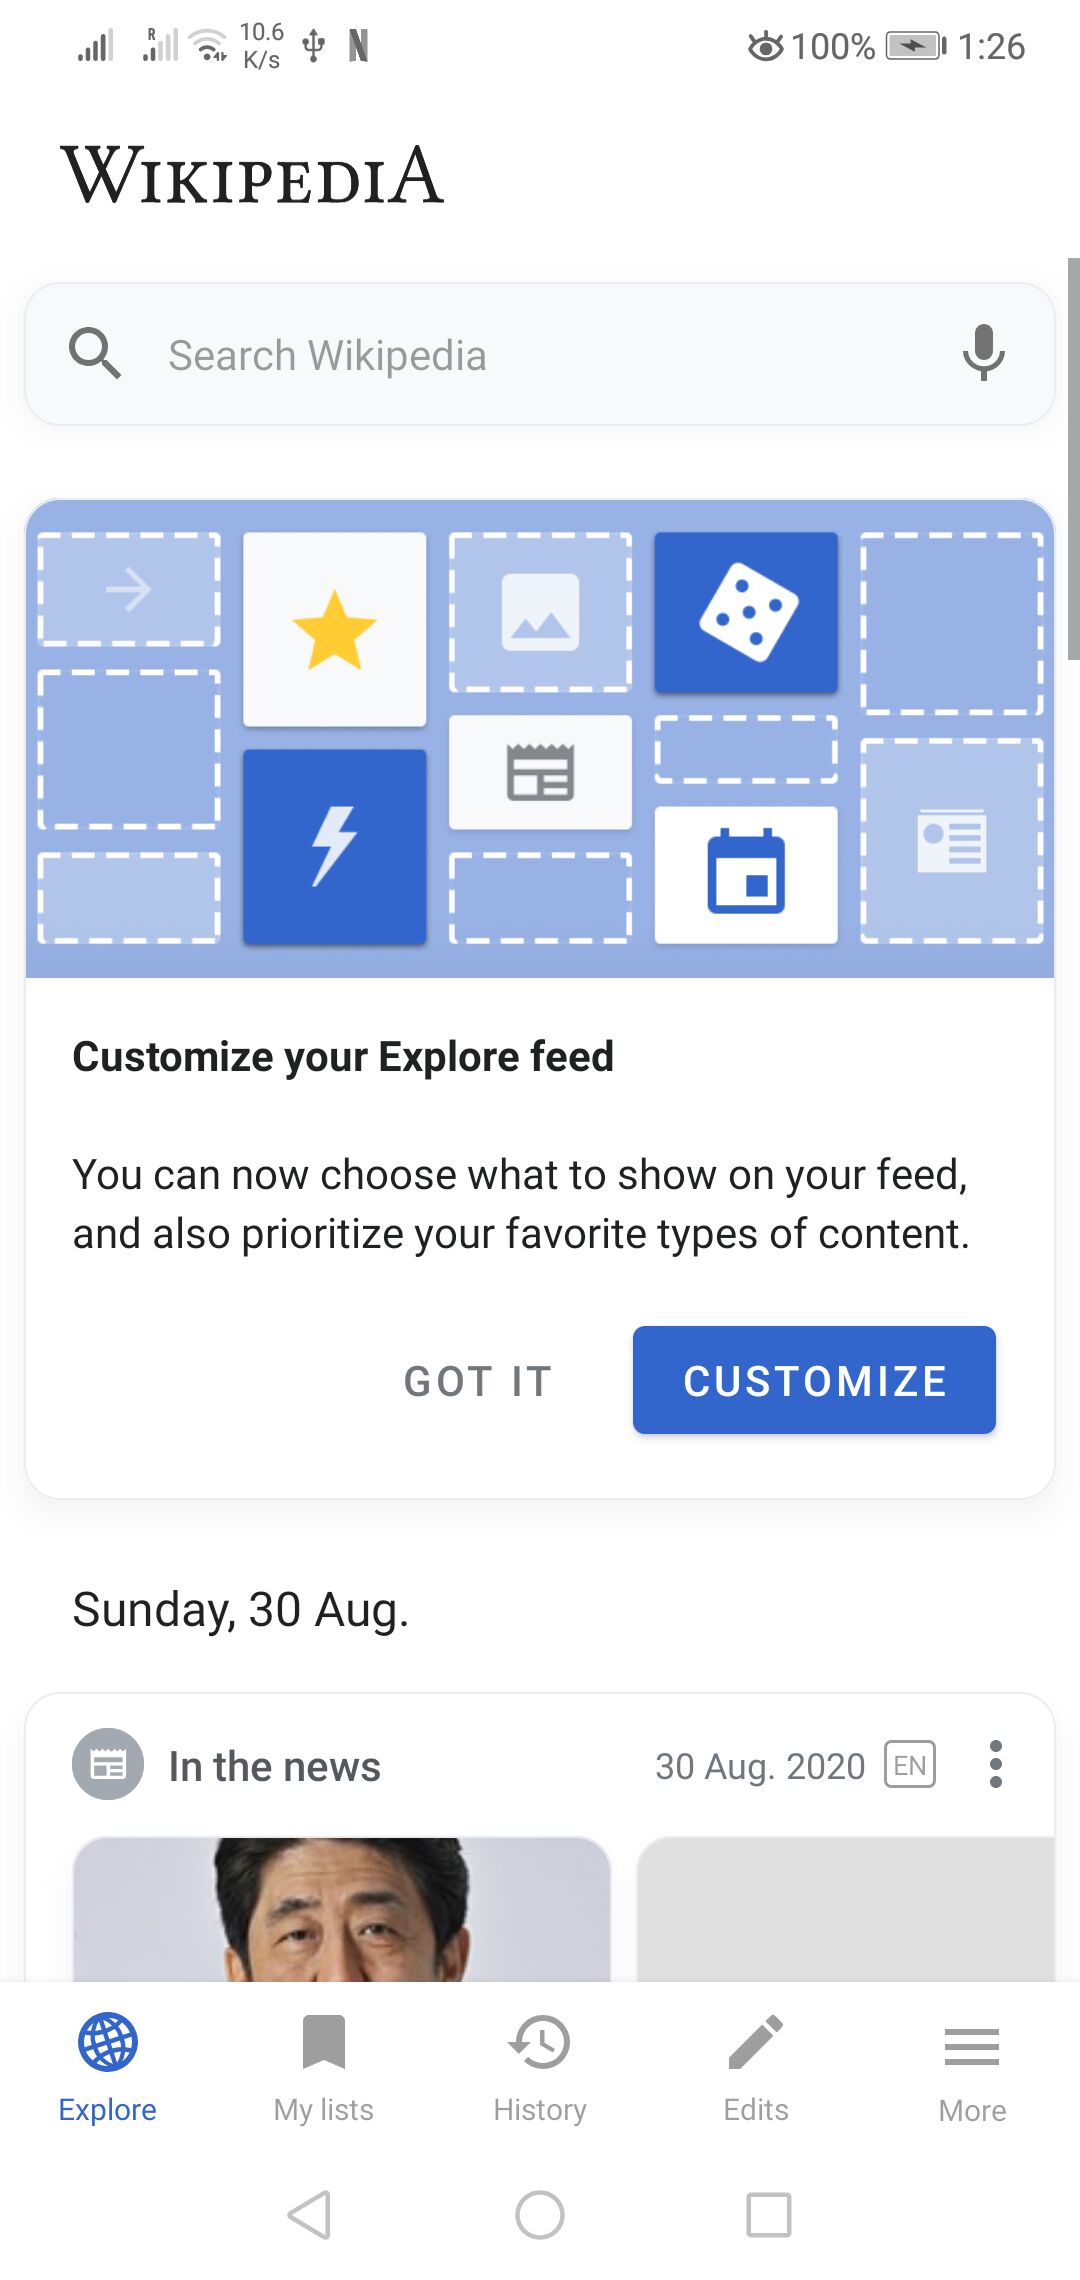 R
10.6
K/s
100%
1:26
WIKIPEDIA
Search Wikipedia
Customize your Explore feed
You can now choose what to show on your feed,
and also prioritize your favorite types of content.
GOT IT
CUSTOMIZE
Sunday, 30 Aug.
In the news
30 Aug. 2020
EN
Explore
My lists
History
Edits
More